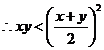 ∴ xy < ((x + y)/2)²